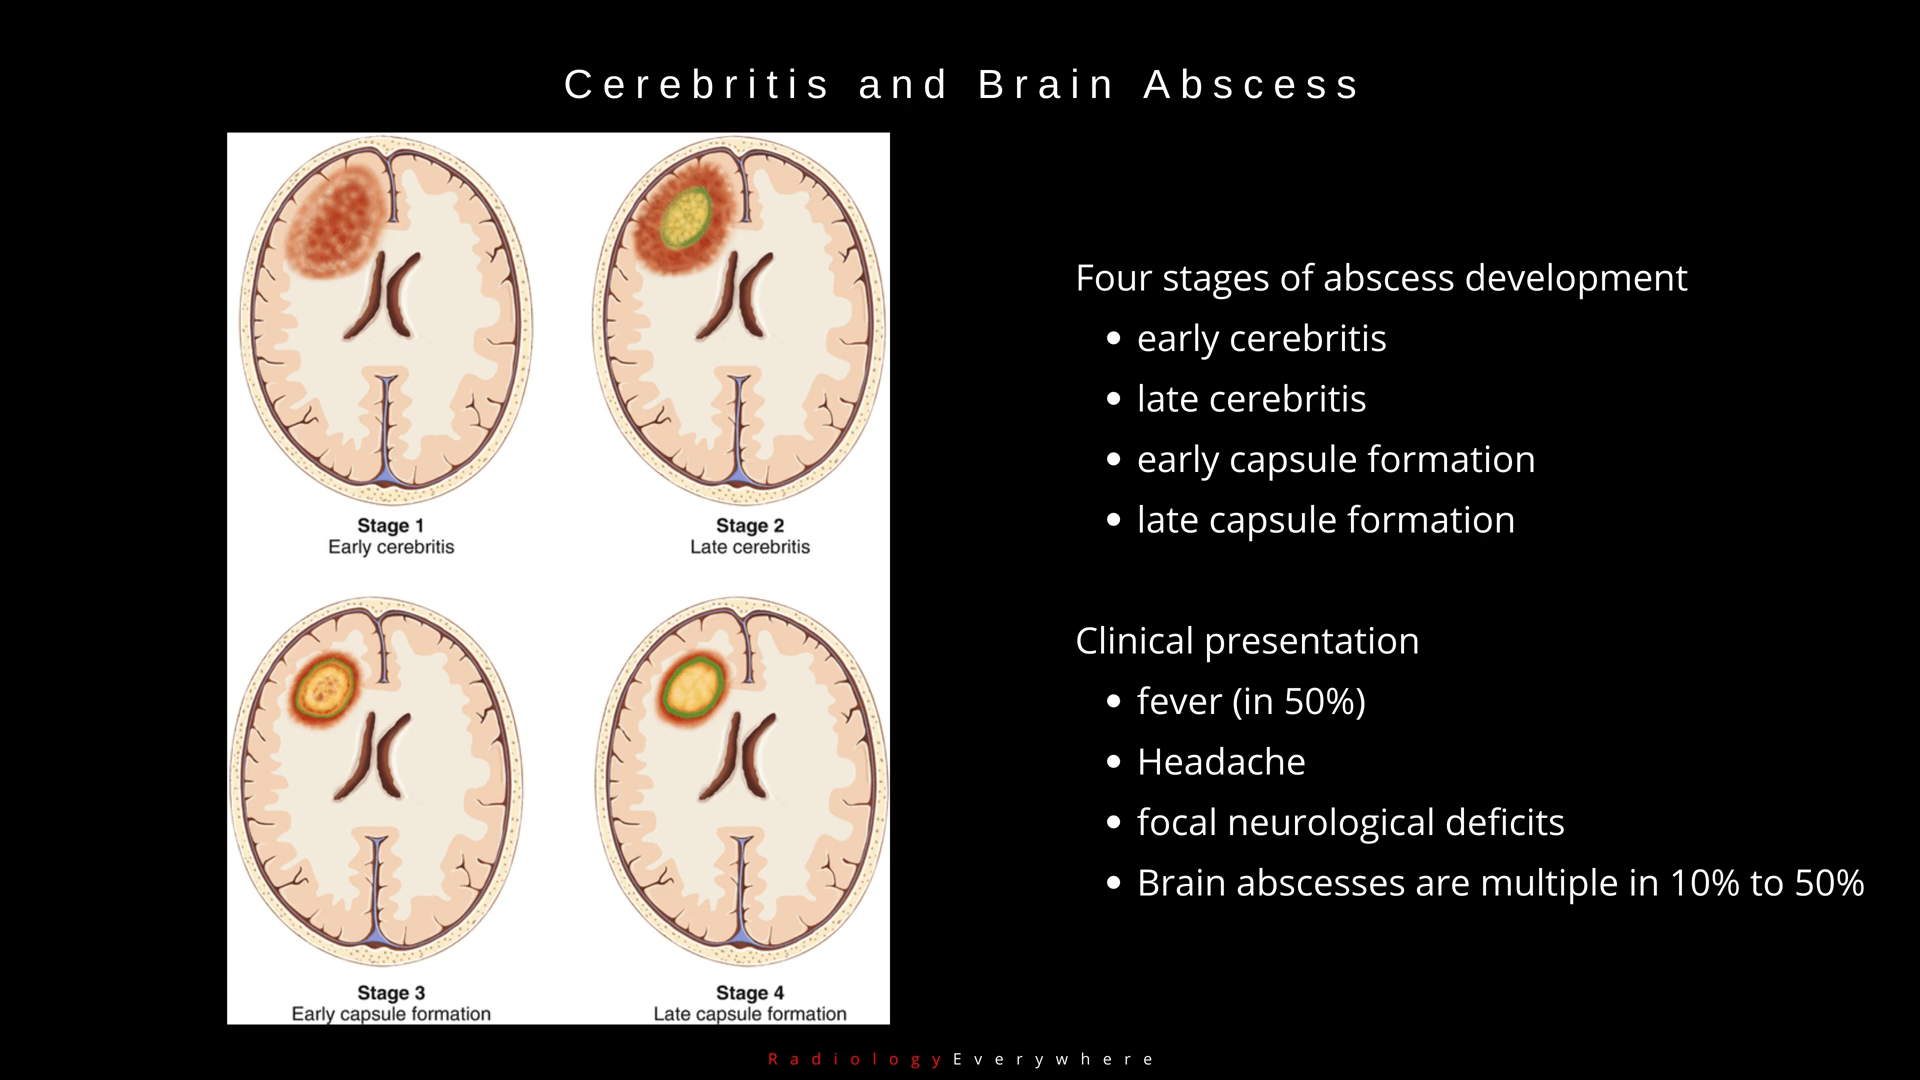 Cerebritis and Brain Abscess
Stage 1
Early cerebritis
Stage 2
Late cerebritis
Stage 3
Early capsule formation
Stage 4
Late capsule formation
Four stages of abscess development
• early cerebritis
• late cerebritis
• early capsule formation
• late capsule formation
Clinical presentation
• fever (in 50%)
• Headache
• focal neurological deficits
• Brain abscesses are multiple in 10% to 50%
RadiologyEverywhere